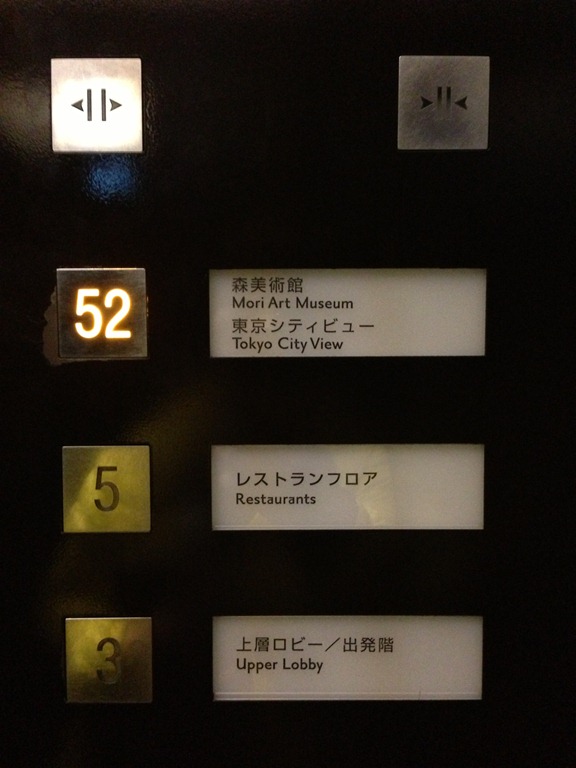 52
森美術館
Mori Art Museum
東京シティビュー
Tokyo City View
5
レストランフロア
Restaurants
3
上層ロビー／出発階
Upper Lobby